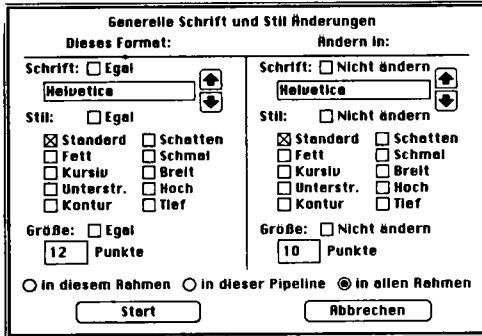 Generelle Schrift und Stil Änderungen
Dieses Format: Ändern in:
Schrift: Egal Schrift: Nicht ändern
Helvetica Helvetica
Stil: Egal Stil: Nicht ändern
Standard Schatten Standard Schatten
Fett Schmal Fett Schmal
Kursiv Breit Kursiv Breit
Unterstr. Hoch Unterstr. Hoch
Kontur Tief Kontur Tief
Größe: Egal Größe: Nicht ändern
12 Punkte 10 Punkte
in diesem Rahmen in dieser Pipeline in allen Rahmen
Start Abbrechen